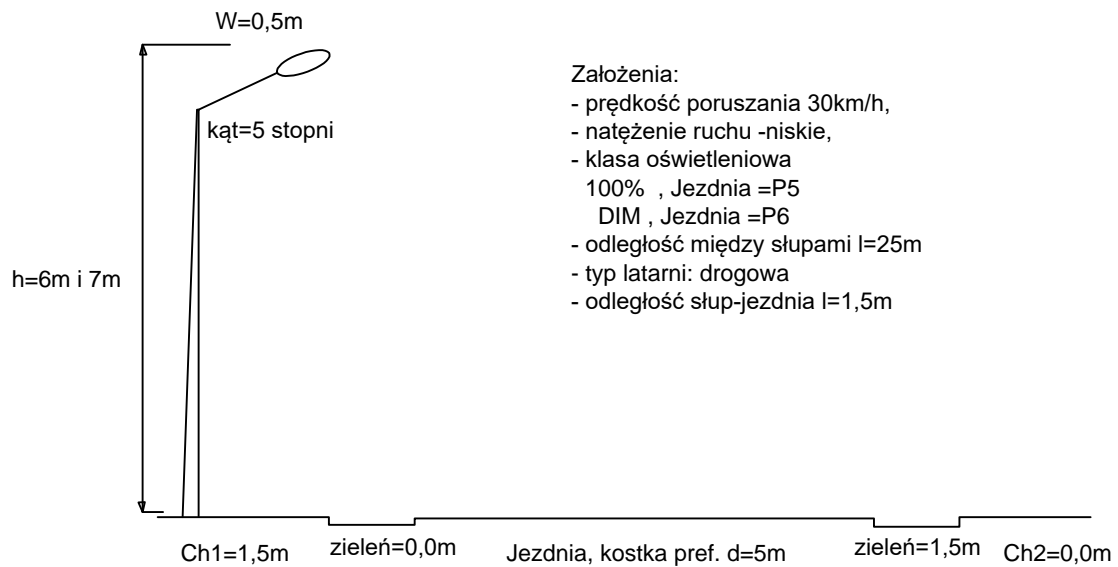 W=0,5m
kąt=5 stopni
h=6m i 7m
Założenia:
- prędkość poruszania 30km/h,
- natężenie ruchu -niskie,
- klasa oświetleniowa
100%  , Jezdnia =P5
DIM , Jezdnia =P6
- odległość między słupami l=25m
- typ latarni: drogowa
- odległość słup-jezdnia l=1,5m
Ch1=1,5m
zieleń=0,0m
Jezdnia, kostka pref. d=5m
zieleń=1,5m
Ch2=0,0m